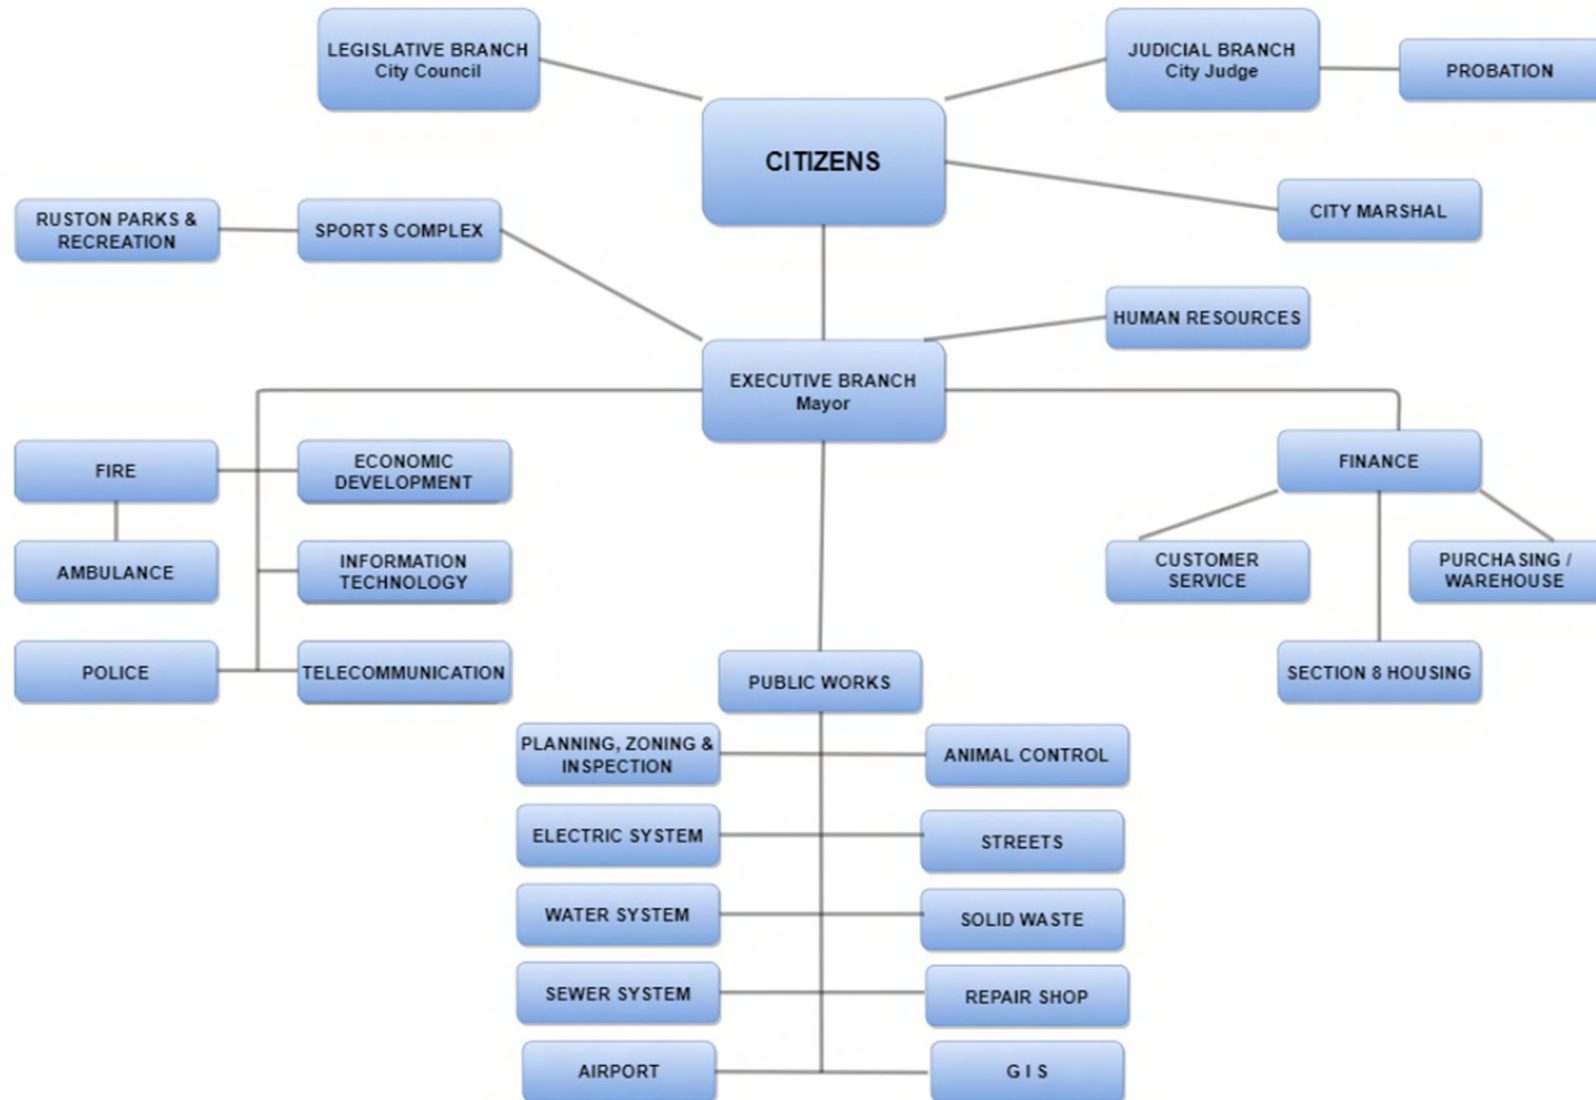 LEGISLATIVE BRANCH
City Council
JUDICIAL BRANCH
City Judge
PROBATION
CITIZENS
CITY MARSHAL
RUSTON PARKS &
RECREATION
SPORTS COMPLEX
HUMAN RESOURCES
EXECUTIVE BRANCH
Mayor
FIRE
ECONOMIC
DEVELOPMENT
FINANCE
AMBULANCE
INFORMATION
TECHNOLOGY
CUSTOMER
SERVICE
PURCHASING /
WAREHOUSE
POLICE
TELECOMMUNICATION
PUBLIC WORKS
SECTION 8 HOUSING
PLANNING, ZONING &
INSPECTION
ANIMAL CONTROL
ELECTRIC SYSTEM
STREETS
WATER SYSTEM
SOLID WASTE
SEWER SYSTEM
REPAIR SHOP
AIRPORT
G I S